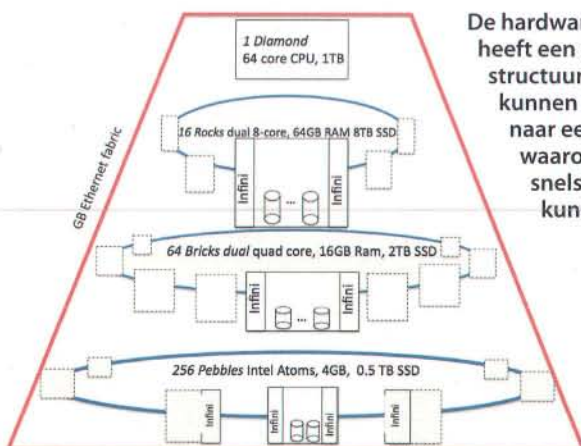 1 Diamond
64 core CPU, 1TB
16 Rocks dual 8-core, 64GB RAM 8TB SSD
Infini
...
Infini
GB Ethernet fabric
64 Bricks dual quad core, 16GB Ram, 2TB SSD
Infini
...
Infini
256 Pebbles Intel Atoms, 4GB, 0.5 TB SSD
Infini
Infini
Infini
Infini
De hardwar
heeft een
structuur
kunnen
naar ee
waaro
snels
kun